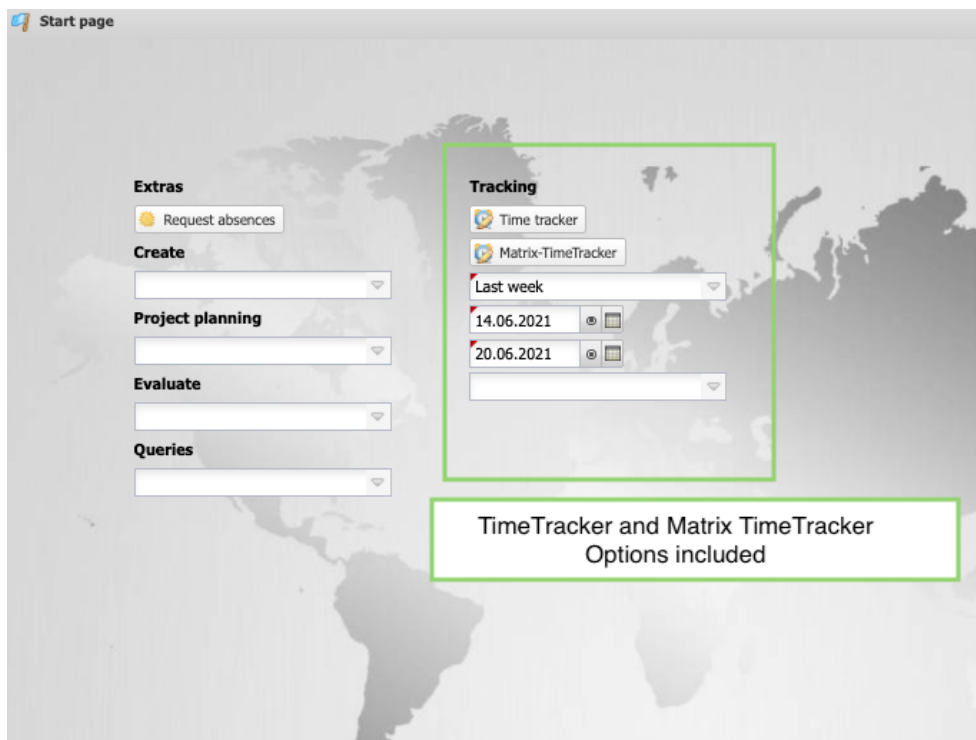 Start page
Extras
Request absences
Create
Project planning
Evaluate
Queries
Tracking
Time tracker
Matrix-TimeTracker
Last week
14.06.2021
20.06.2021
TimeTracker and Matrix TimeTracker
Options included